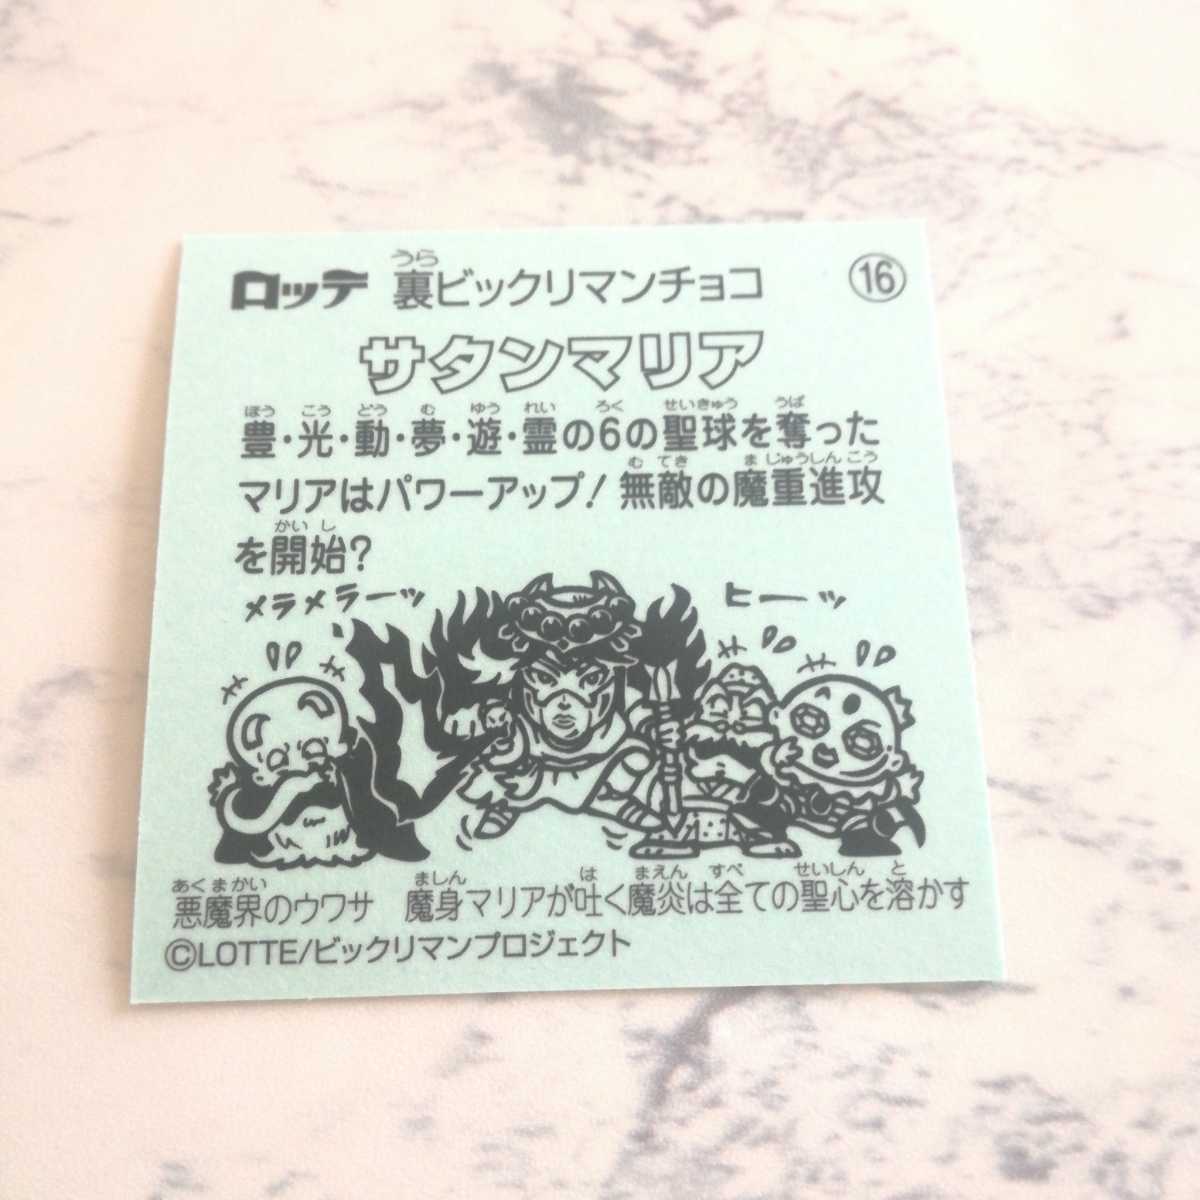 ロッテ 裏ビックリマンチョコ 16
うら
サタンマリア
ほう こう どう む ゆう れい ろく せいきゅう うば
豊・光・動・夢・遊・霊の6の聖球を奪った
む てき ま じゅうしんこう
マリアはパワーアップ! 無敵の魔重進攻
かい し
を開始?
メラメラーッ ヒーッ
あくまかい ましん は まえん すべ せいしん と
悪魔界のウワサ 魔身マリアが吐く魔炎は全ての聖心を溶かす
©LOTTE/ビックリマンプロジェクト